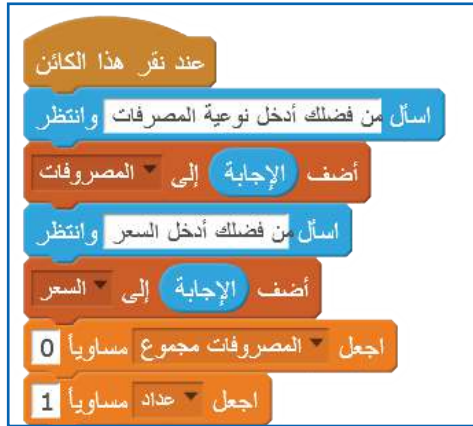 عند نقر هذا الكائن
اسأل من فضلك أدخل نوعية المصرفات وانتظر
أضف الإجابة إلى المصروفات
اسأل من فضلك أدخل السعر وانتظر
أضف الإجابة إلى السعر
اجعل المصروفات مجموع مساوياً 0
اجعل عداد مساوياً 1